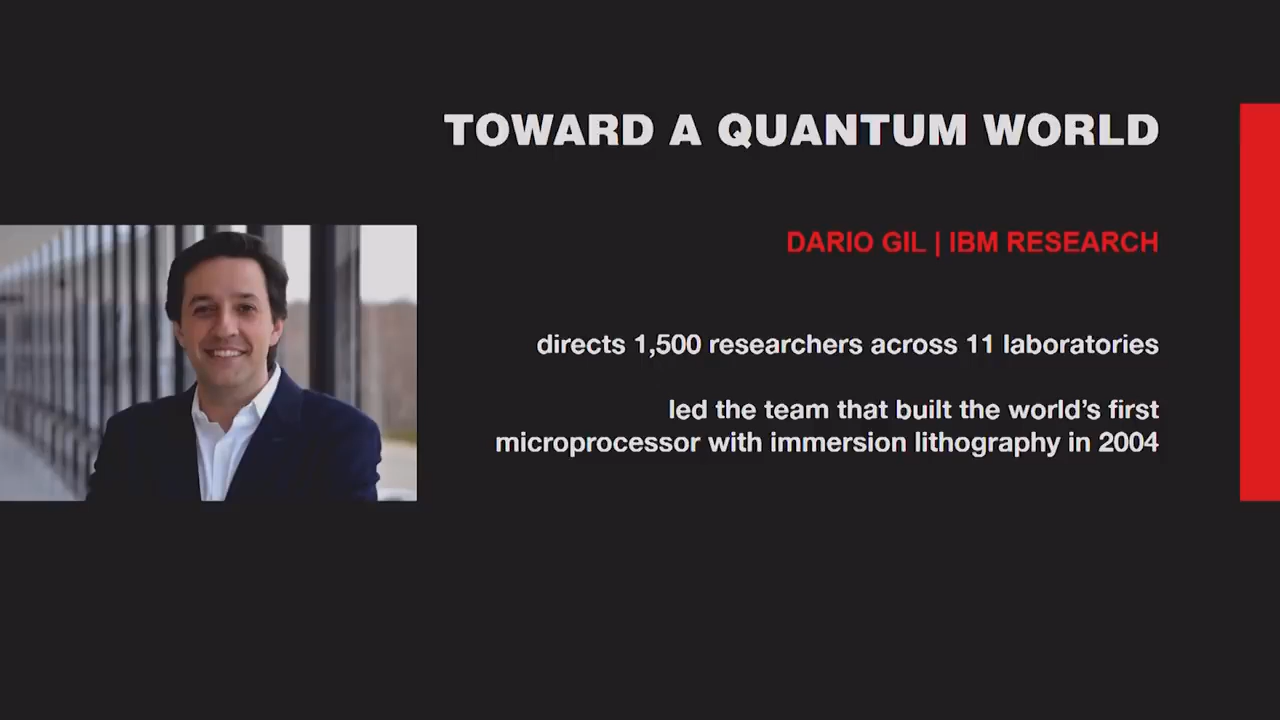 TOWARD A QUANTUM WORLD
DARIO GIL | IBM RESEARCH
directs 1,500 researchers across 11 laboratories
led the team that built the world’s first
microprocessor with immersion lithography in 2004